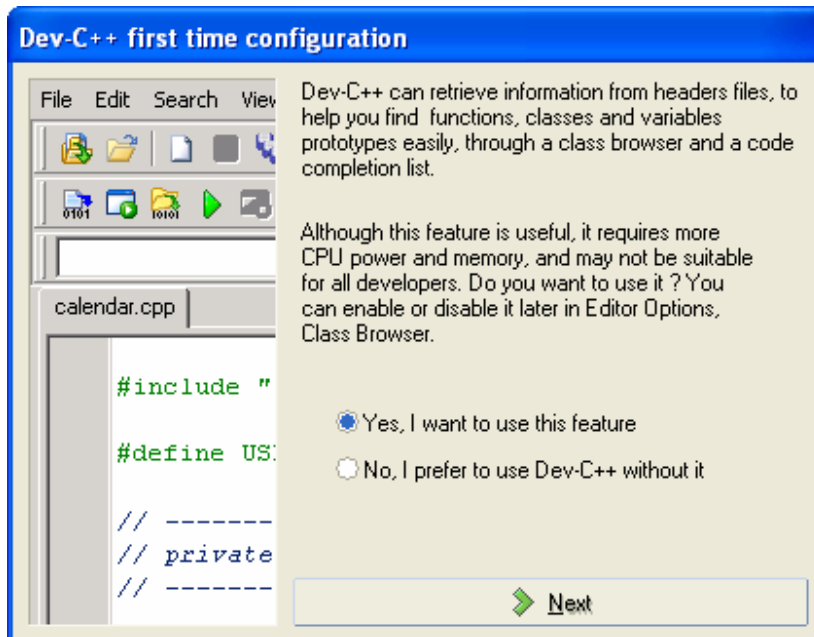 Dev-C++ first time configuration
File Edit Search View
0101 10101
calendar.cpp
#include "
#define US
// -------
// private
// -------
Dev-C++ can retrieve information from headers files, to
help you find functions, classes and variables
prototypes easily, through a class browser and a code
completion list.
Although this feature is useful, it requires more
CPU power and memory, and may not be suitable
for all developers. Do you want to use it ? You
can enable or disable it later in Editor Options,
Class Browser.
Yes, I want to use this feature
No, I prefer to use Dev-C++ without it
Next